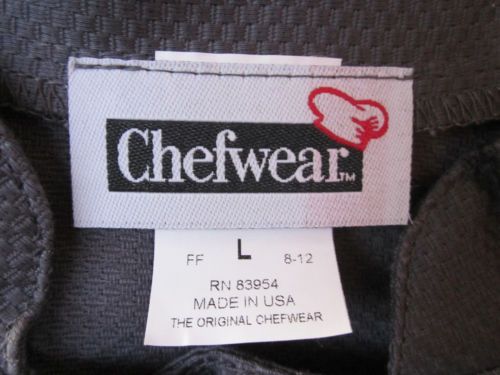 Chefwear™
FF L 8-12
RN 83954
MADE IN USA
THE ORIGINAL CHEFWEAR